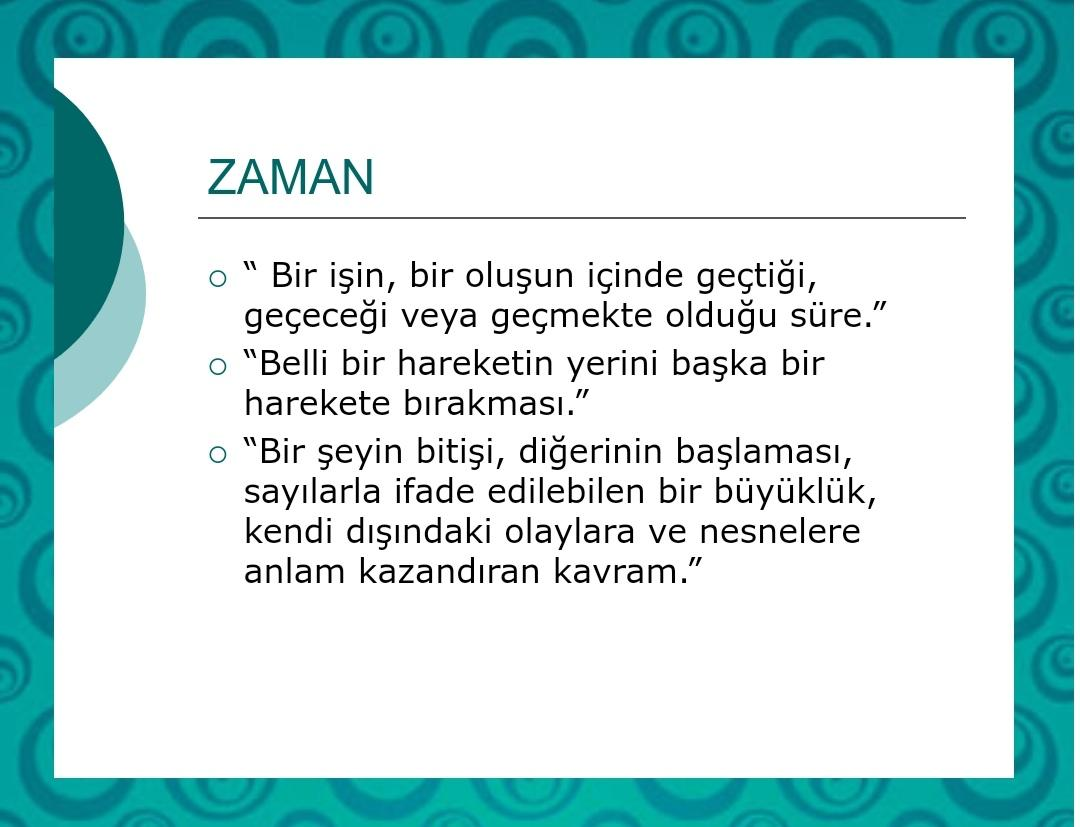 ZAMAN
“ Bir işin, bir oluşun içinde geçtiği,
geçeceği veya geçmekte olduğu süre.”
“Belli bir hareketin yerini başka bir
harekete bırakması.”
“Bir şeyin bitişi, diğerinin başlaması,
sayılarla ifade edilebilen bir büyüklük,
kendi dışındaki olaylara ve nesnelere
anlam kazandıran kavram.”